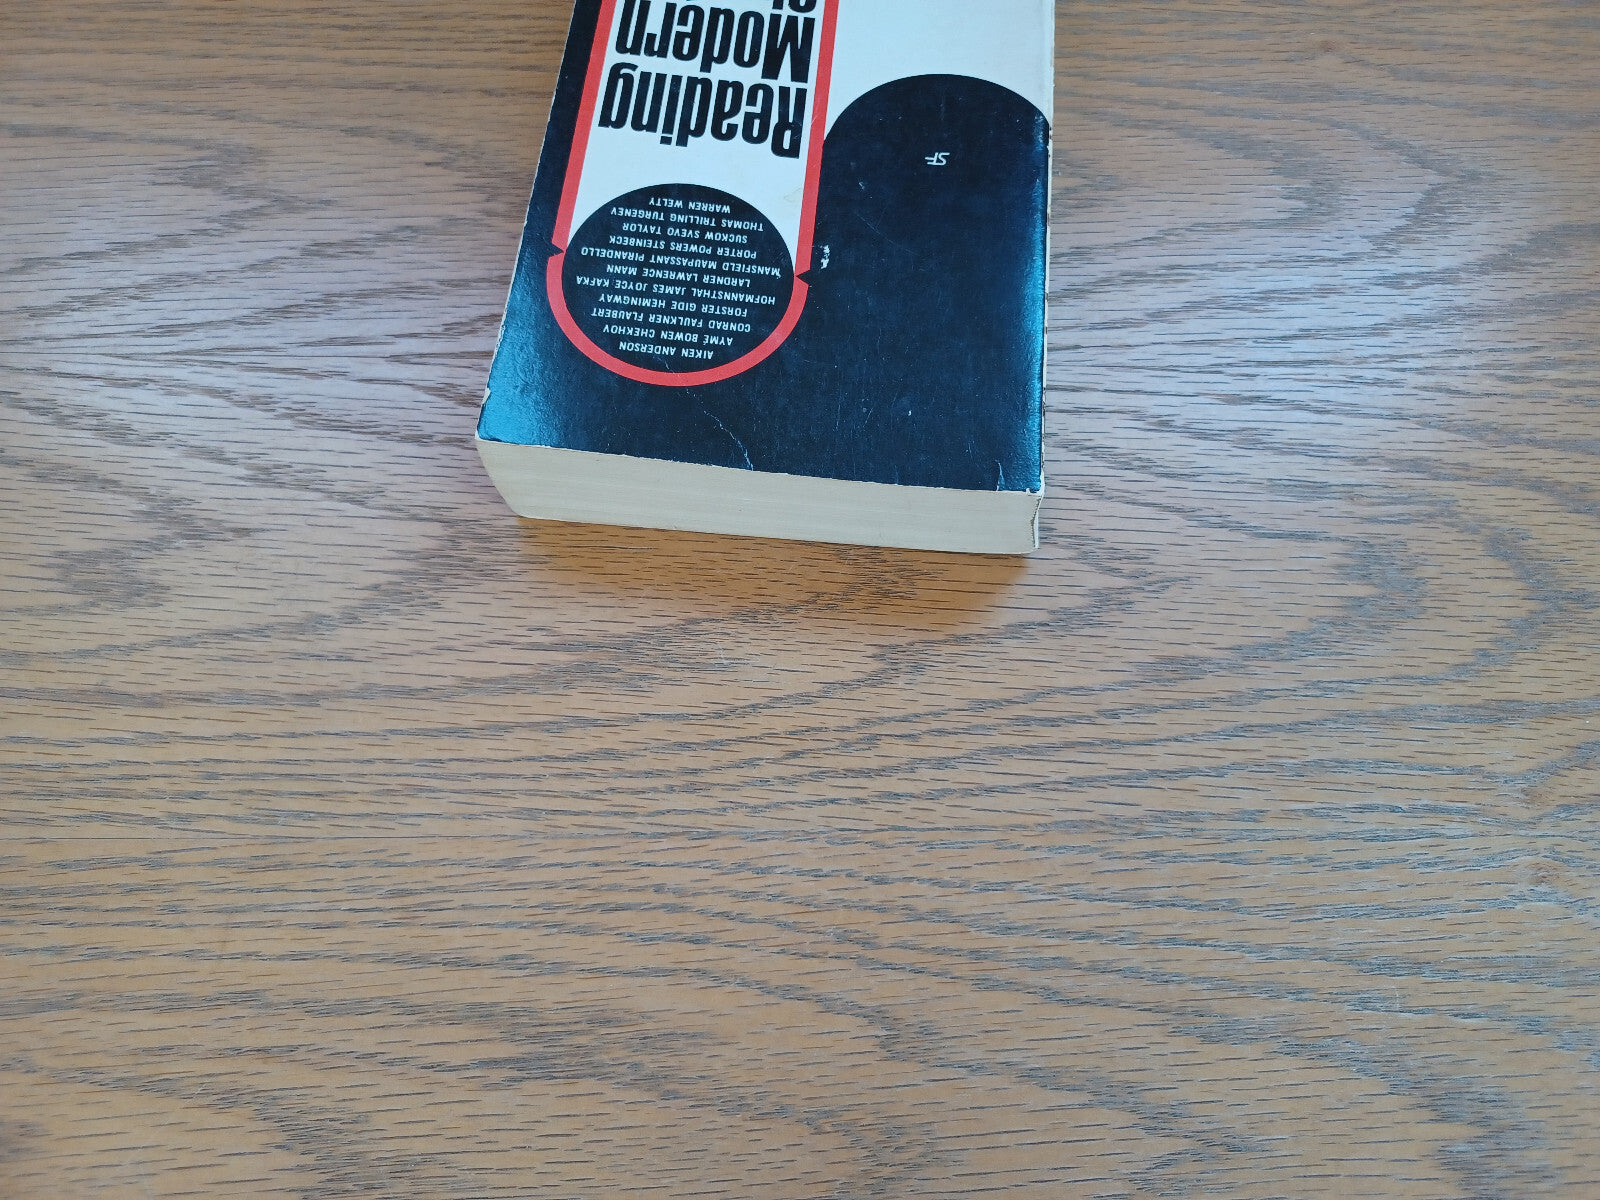 SF
WARREN WELTY
THOMAS TRILLING TURGENEV
SUCKOW SVEVO TAYLOR
PORTER POWERS STEINBECK
MANSFIELD MAUPASSANT PIRANDELLO
LARDNER LAWRENCE MANN
HOFMANNSTHAL JAMES JOYCE KAFKA
FORSTER GIDE HEMINGWAY
CONRAD FAULKNER FLAUBERT
AYMÉ BOWEN CHEKHOV
AIKEN ANDERSON
Reading
Modern